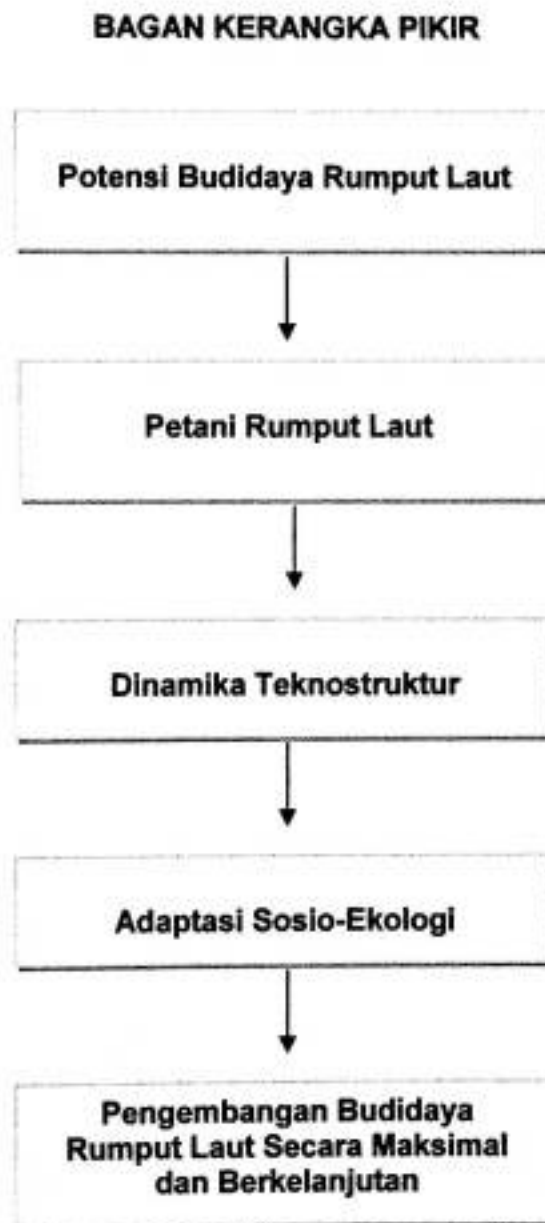 BAGAN KERANGKA PIKIR
Potensi Budidaya Rumput Laut
Petani Rumput Laut
Dinamika Teknostruktur
Adaptasi Sosio-Ekologi
Pengembangan Budidaya
Rumput Laut Secara Maksimal
dan Berkelanjutan